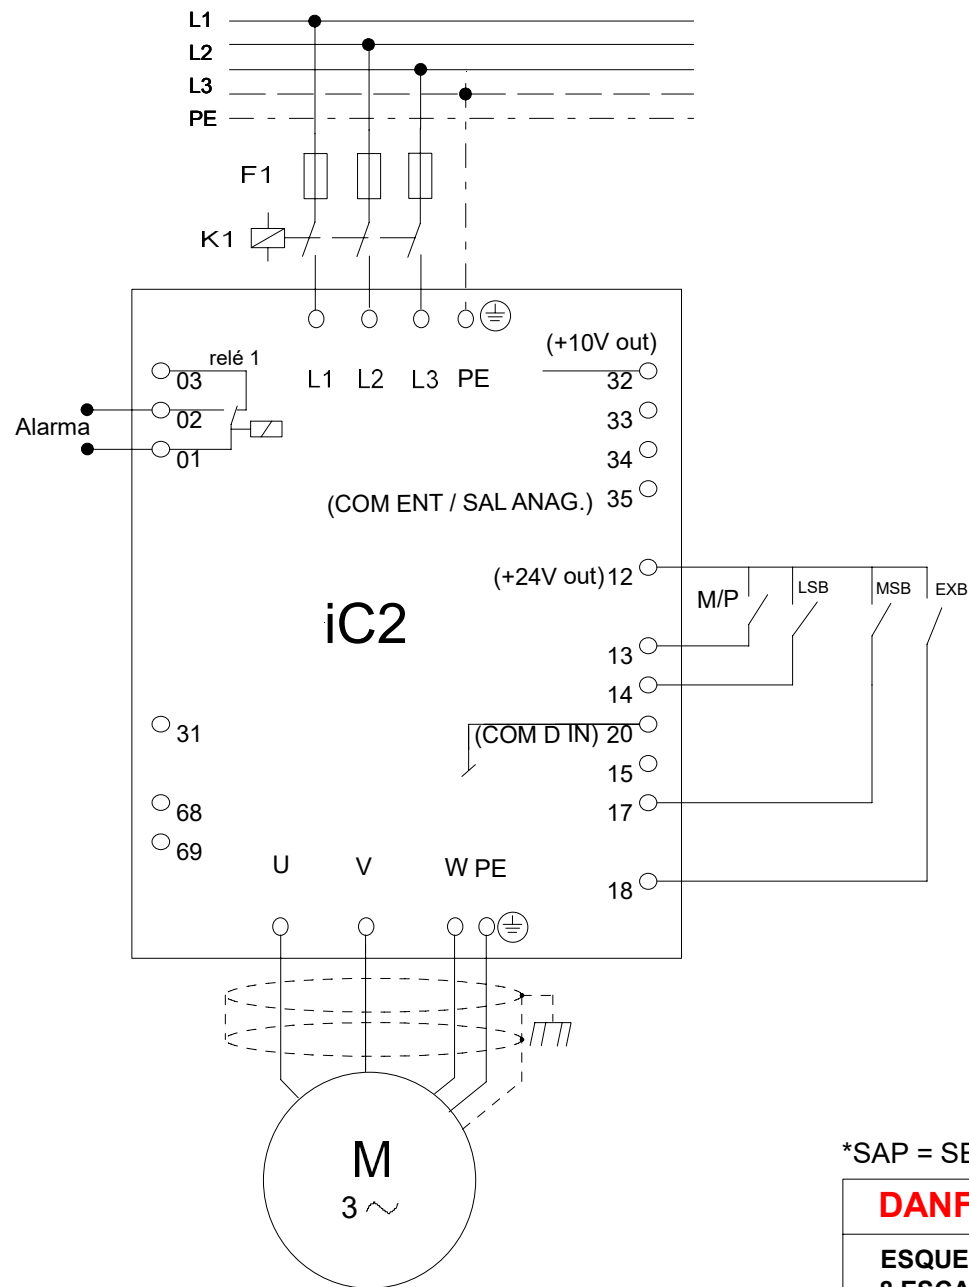 L1
L2
L3
PE
F1
K1
L1 L2 L3 PE
(+10V out)
relé 1
03
02
01
Alarma
32
33
34
(COM ENT / SAL ANAG.) 35
(+24V out) 12
M/P
LSB
MSB
EXB
iC2
13
14
31
(COM D IN) 20
15
17
68
69
U V W PE
18
M
3
*SAP =